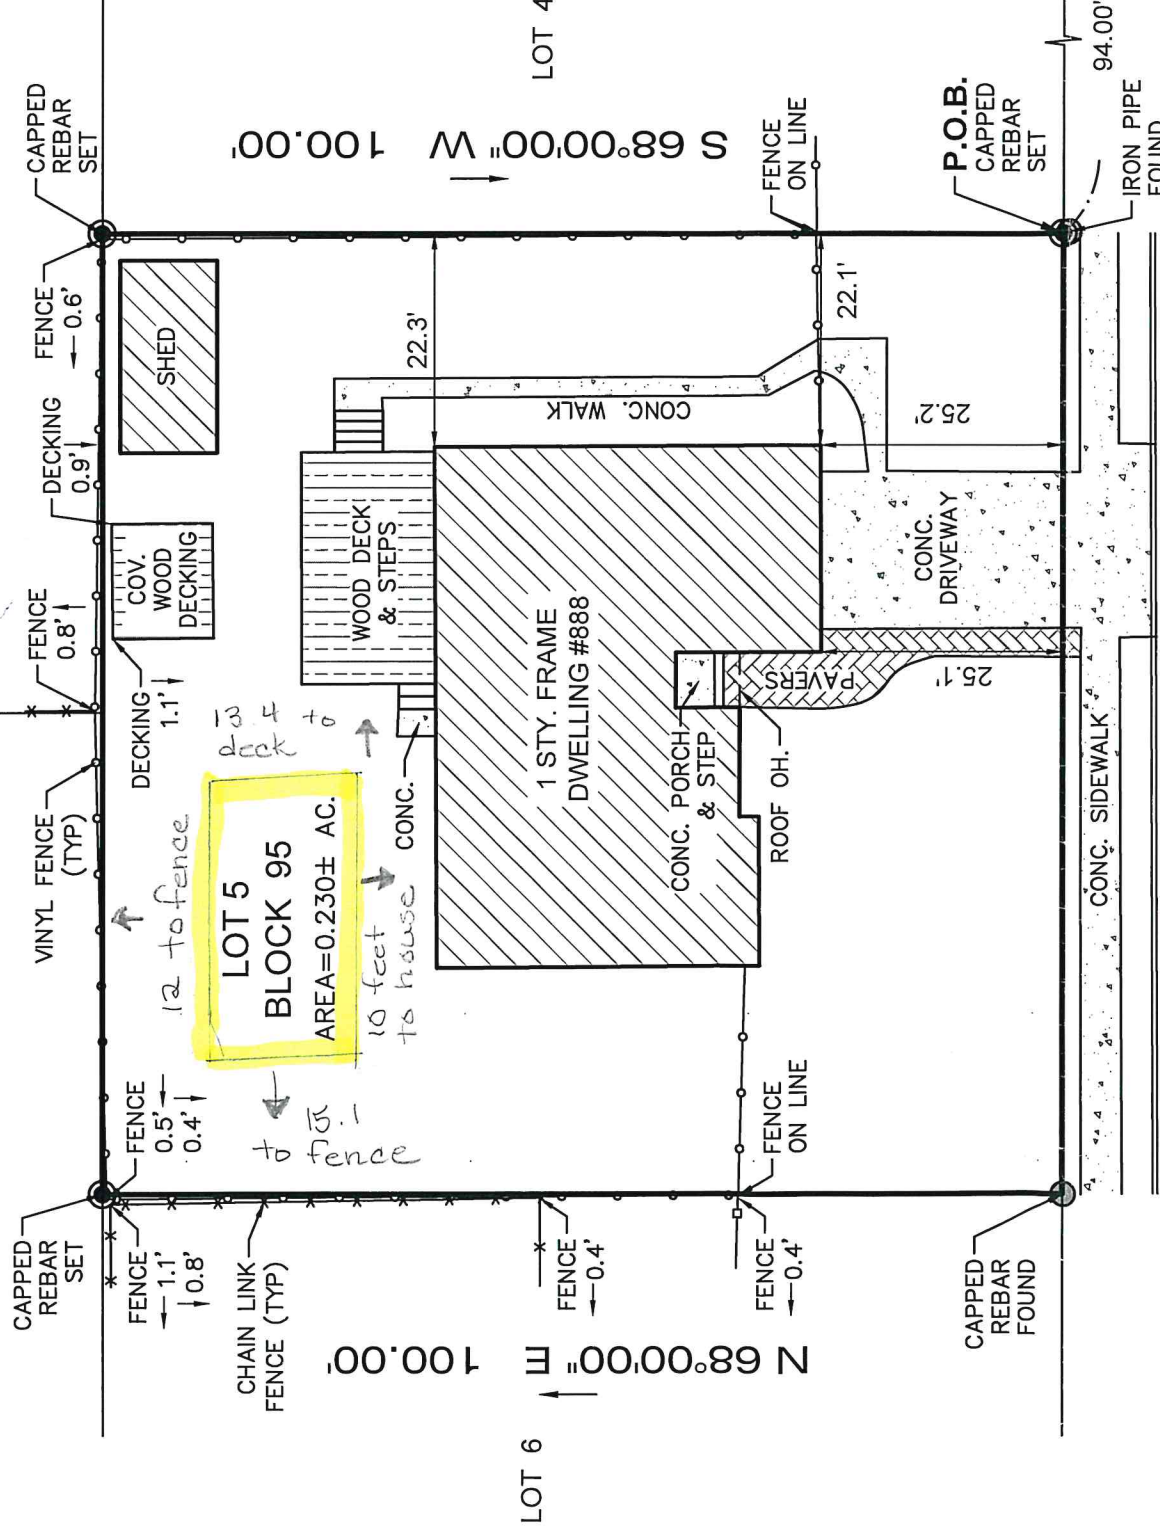 LOT 4
CAPPED
REBAR
SET
S 68°00'00" W 100.00'
FENCE
ON LINE
P.O.B.
CAPPED
REBAR
SET
94.00'
IRON PIPE
FOUND
FENCE
0.6'
SHED
DECKING
0.9'
22.3'
22.1'
CONC. WALK
25.2'
COV.
WOOD
DECKING
WOOD DECK
& STEPS
CONC.
DRIVEWAY
FENCE
0.8'
DECKING
1.1'
1 STY. FRAME
DWELLING #888
PAVERS
25.1'
VINYL FENCE
(TYP)
13.4 to
deck
CONC.
CONC. PORCH
& STEP
ROOF OH.
CONC. SIDEWALK
12 to fence
LOT 5
BLOCK 95
AREA=0.230± AC.
10 feet
to house
FENCE
0.5'
0.4'
15.1
to fence
FENCE
ON LINE
CAPPED
REBAR
SET
FENCE
1.1'
0.8'
CHAIN LINK
FENCE (TYP)
FENCE
0.4'
FENCE
0.4'
CAPPED
REBAR
FOUND
N 68°00'00" E 100.00'
LOT 6